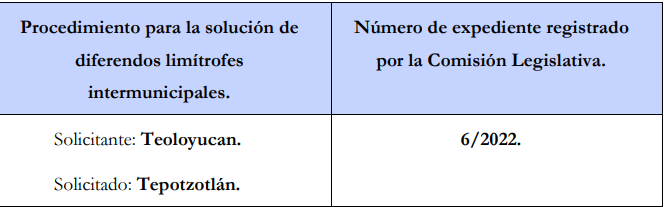 Procedimiento para la solución de
diferendos limítrofes
intermunicipales.
Número de expediente registrado
por la Comisión Legislativa.
Solicitante: Teoloyucan.
Solicitado: Tepotzotlán.
6/2022.